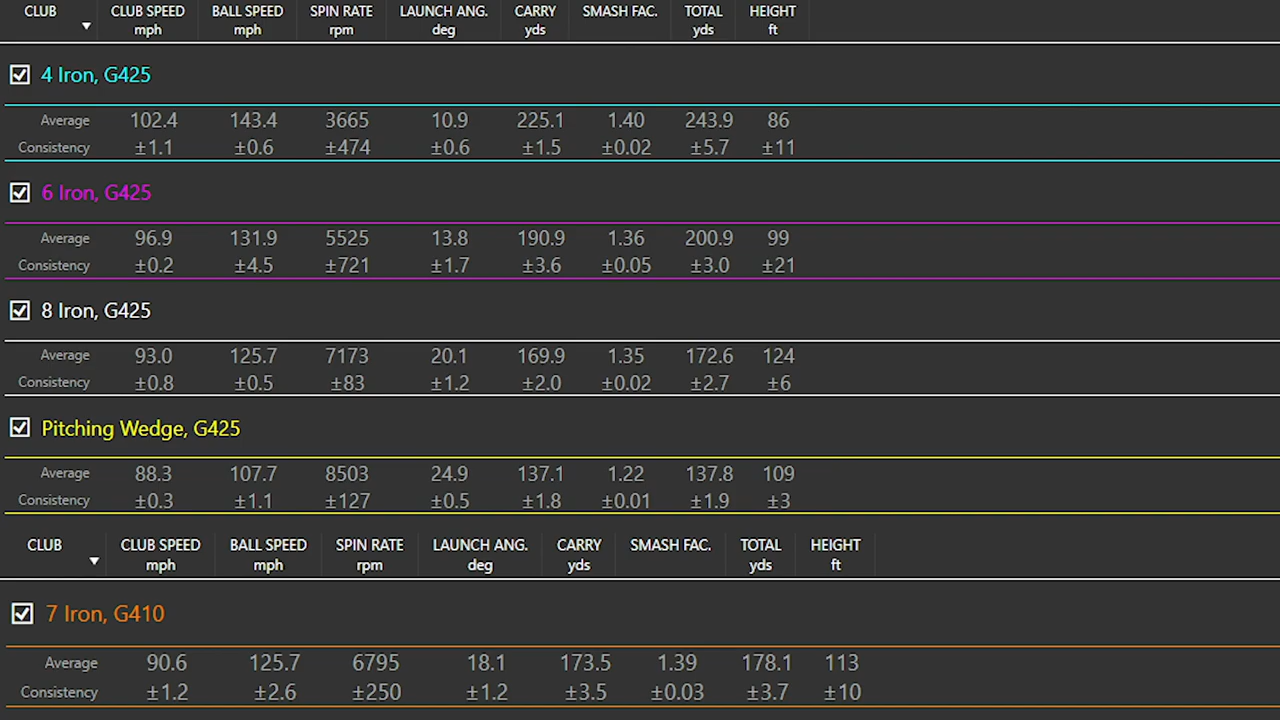 CLUB CLUB SPEED BALL SPEED SPIN RATE LAUNCH ANG. CARRY SMASH FAC. TOTAL HEIGHT
mph mph rpm deg yds yds ft
4 Iron, G425
Average 102.4 143.4 3665 10.9 225.1 1.40 243.9 86
Consistency ±1.1 ±0.6 ±474 ±0.6 ±1.5 ±0.02 ±5.7 ±11
6 Iron, G425
Average 96.9 131.9 5525 13.8 190.9 1.36 200.9 99
Consistency ±0.2 ±4.5 ±721 ±1.7 ±3.6 ±0.05 ±3.0 ±21
8 Iron, G425
Average 93.0 125.7 7173 20.1 169.9 1.35 172.6 124
Consistency ±0.8 ±0.5 ±83 ±1.2 ±2.0 ±0.02 ±2.7 ±6
Pitching Wedge, G425
Average 88.3 107.7 8503 24.9 137.1 1.22 137.8 109
Consistency ±0.3 ±1.1 ±127 ±0.5 ±1.8 ±0.01 ±1.9 ±3
CLUB CLUB SPEED BALL SPEED SPIN RATE LAUNCH ANG. CARRY SMASH FAC. TOTAL HEIGHT
mph mph rpm deg yds yds ft
7 Iron, G410
Average 90.6 125.7 6795 18.1 173.5 1.39 178.1 113
Consistency ±1.2 ±2.6 ±250 ±1.2 ±3.5 ±0.03 ±3.7 ±10